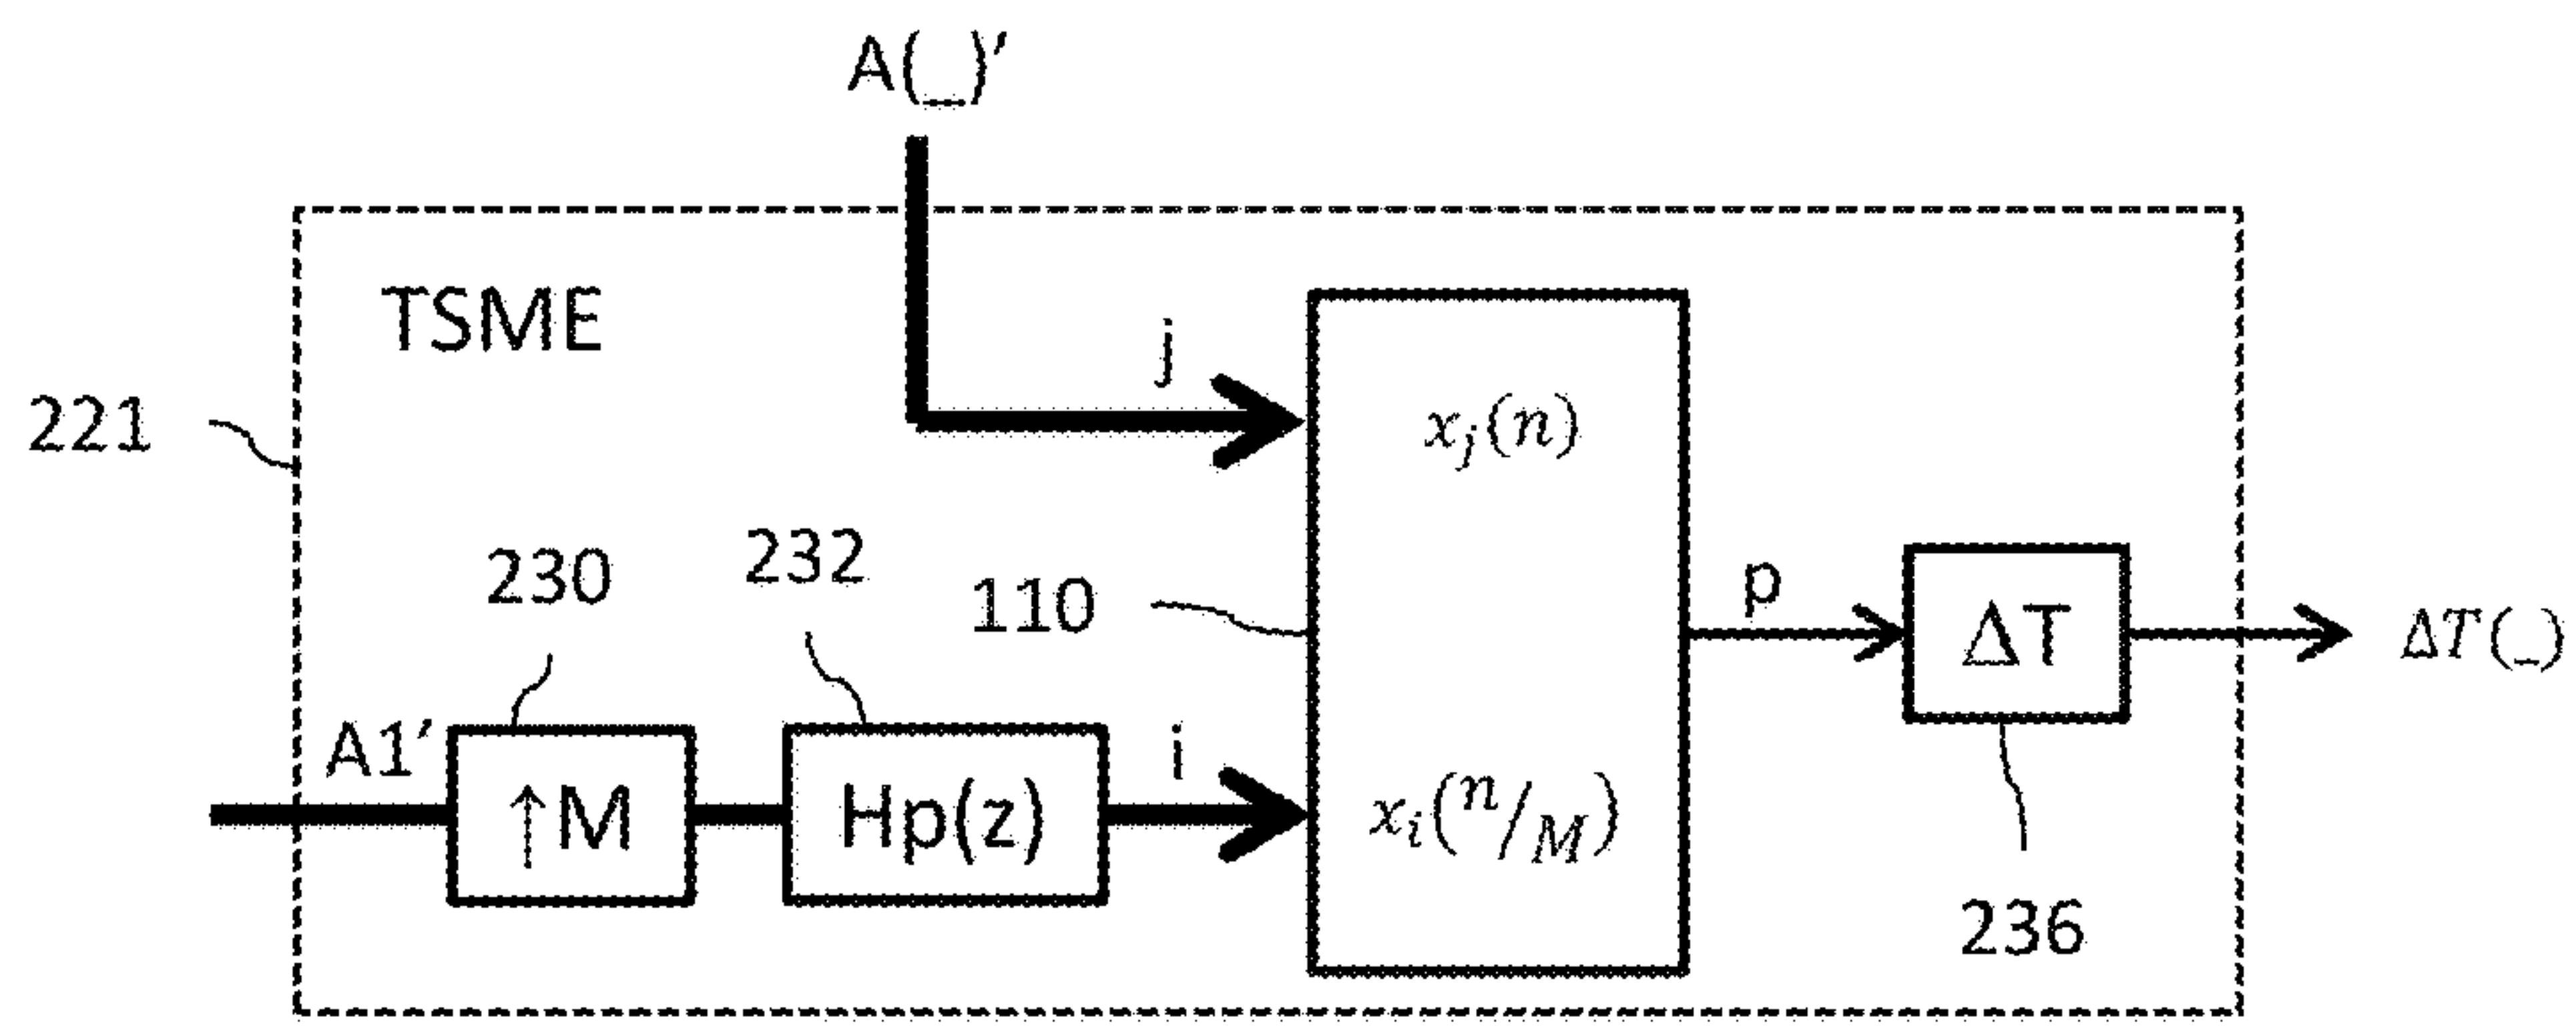 A(_)′
TSME
j
221
x_j(n)
230
232
110
p
ΔT
ΔT(_)
A1′
↑M
Hp(z)
i
x_i(n/M)
236